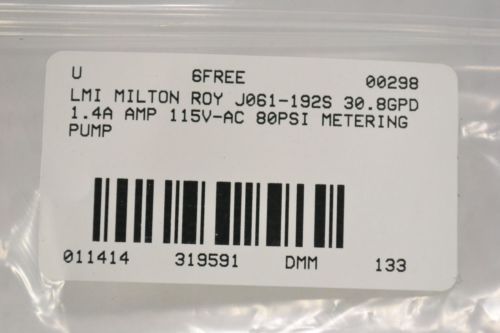 U 6FREE 00298
LMI MILTON ROY J061-192S 30.8GPD
1.4A AMP 115V-AC 80PSI METERING
PUMP
011414 319591 DMM 133